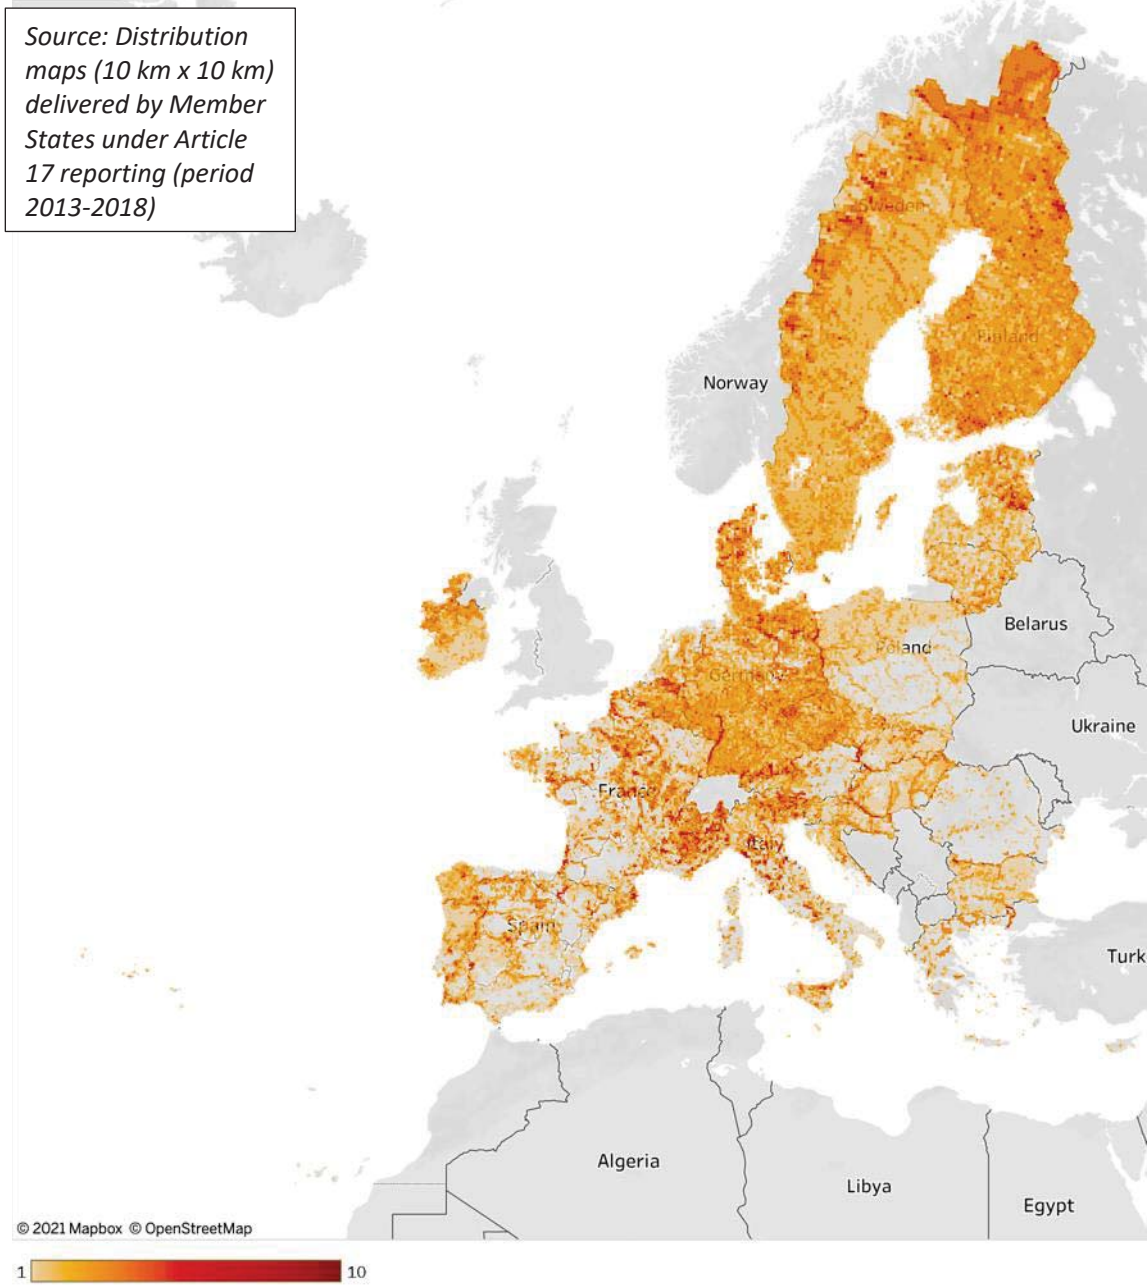 Source: Distribution
maps (10 km x 10 km)
delivered by Member
States under Article
17 reporting (period
2013-2018)
Sweden
Finland
Norway
Belarus
Poland
Germany
Ukraine
France
Italy
Spain
Turk
Algeria
Libya
Egypt
© 2021 Mapbox © OpenStreetMap
1
10